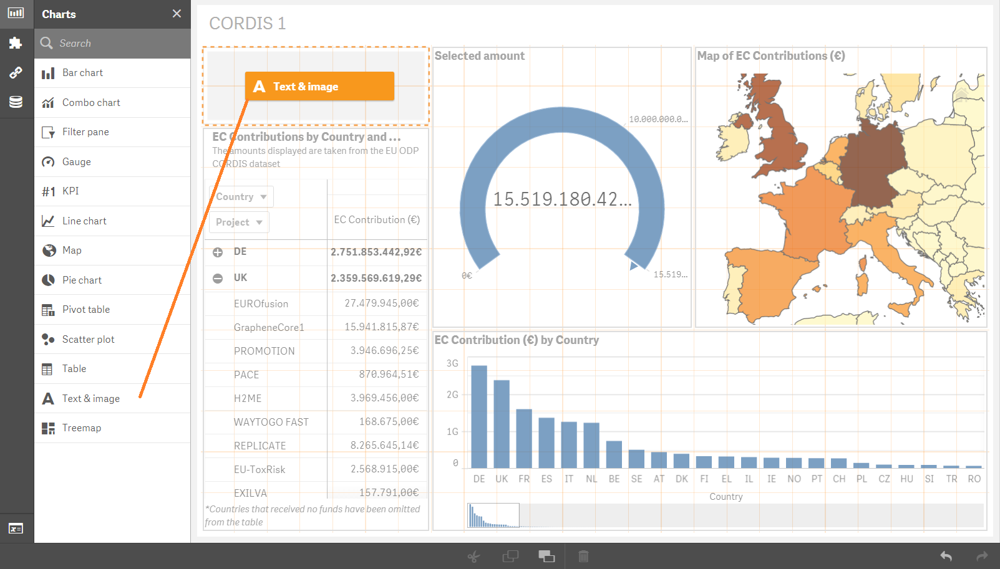 Charts
Search
Bar chart
Combo chart
Filter pane
Gauge
#1 KPI
Line chart
Map
Pie chart
Pivot table
Scatter plot
Table
A Text & image
Treemap
CORDIS 1
A Text & image
EC Contributions by Country and ...
The amounts displayed are taken from the EU ODP
CORDIS dataset
Country
Project
EC Contribution (€)
DE 2.751.853.442,92€
UK 2.359.569.619,29€
EUROfusion 27.479.945,00€
GrapheneCore1 15.941.815,87€
PROMOTION 3.946.696,25€
PACE 870.964,51€
H2ME 3.969.456,00€
WAYTOGO FAST 168.675,00€
REPLICATE 8.265.645,14€
EU-ToxRisk 2.568.915,00€
EXILVA 157.791,00€
*Countries that received no funds have been omitted
from the table
Selected amount
10.000.000.0...
15.519.180.42...
0€
15.519...
Map of EC Contributions (€)
EC Contribution (€) by Country
3G
2G
1G
0
DE UK FR ES IT NL BE SE AT DK FI EL IL IE NO PT CH PL CZ HU SI TR RO
Country